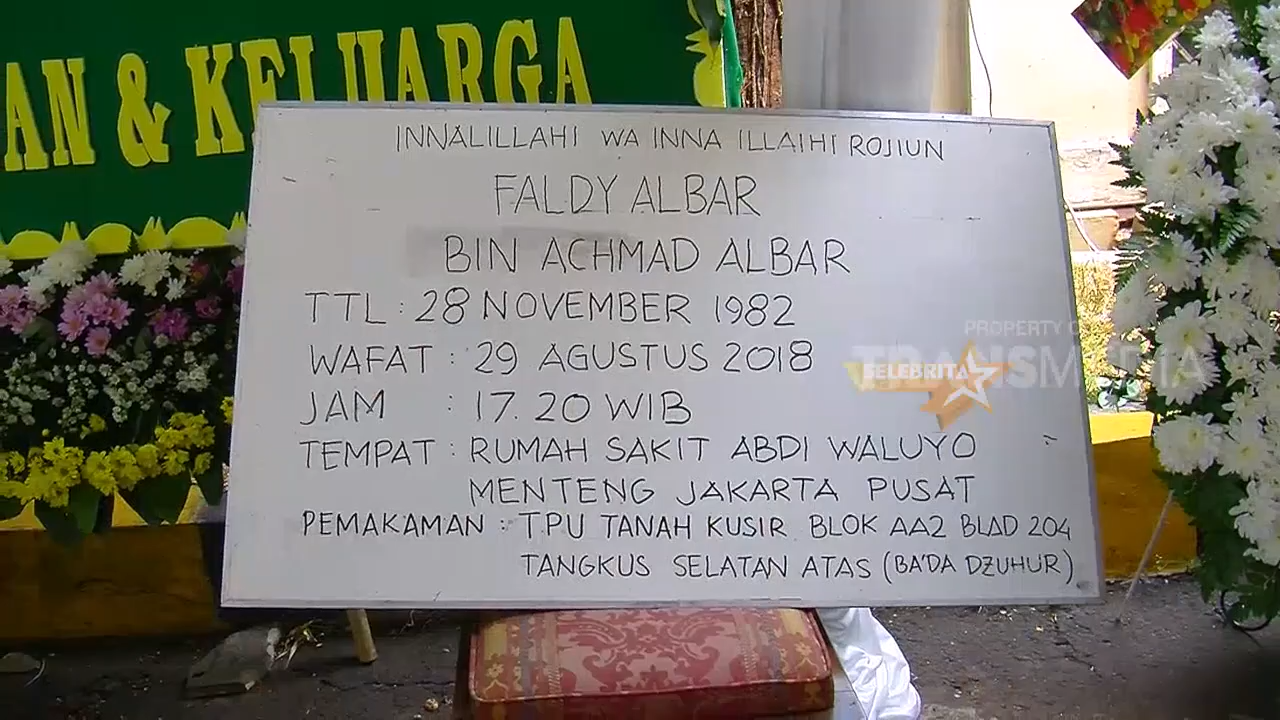 AN & KELUARGA
INNALILLAHI WA INNA ILLAIHI ROJIUN
FALDY ALBAR
BIN ACHMAD ALBAR
TTL : 28 NOVEMBER 1982
WAFAT : 29 AGUSTUS 2018
JAM : 17.20 WIB
TEMPAT : RUMAH SAKIT ABDI WALUYO
MENTENG JAKARTA PUSAT
PEMAKAMAN : TPU TANAH KUSIR BLOK AA2 BLAD 204
TANGKUS SELATAN ATAS (BA'DA DZUHUR)
PROPERTY OF
TRANSMEDIA
SELEBRITA